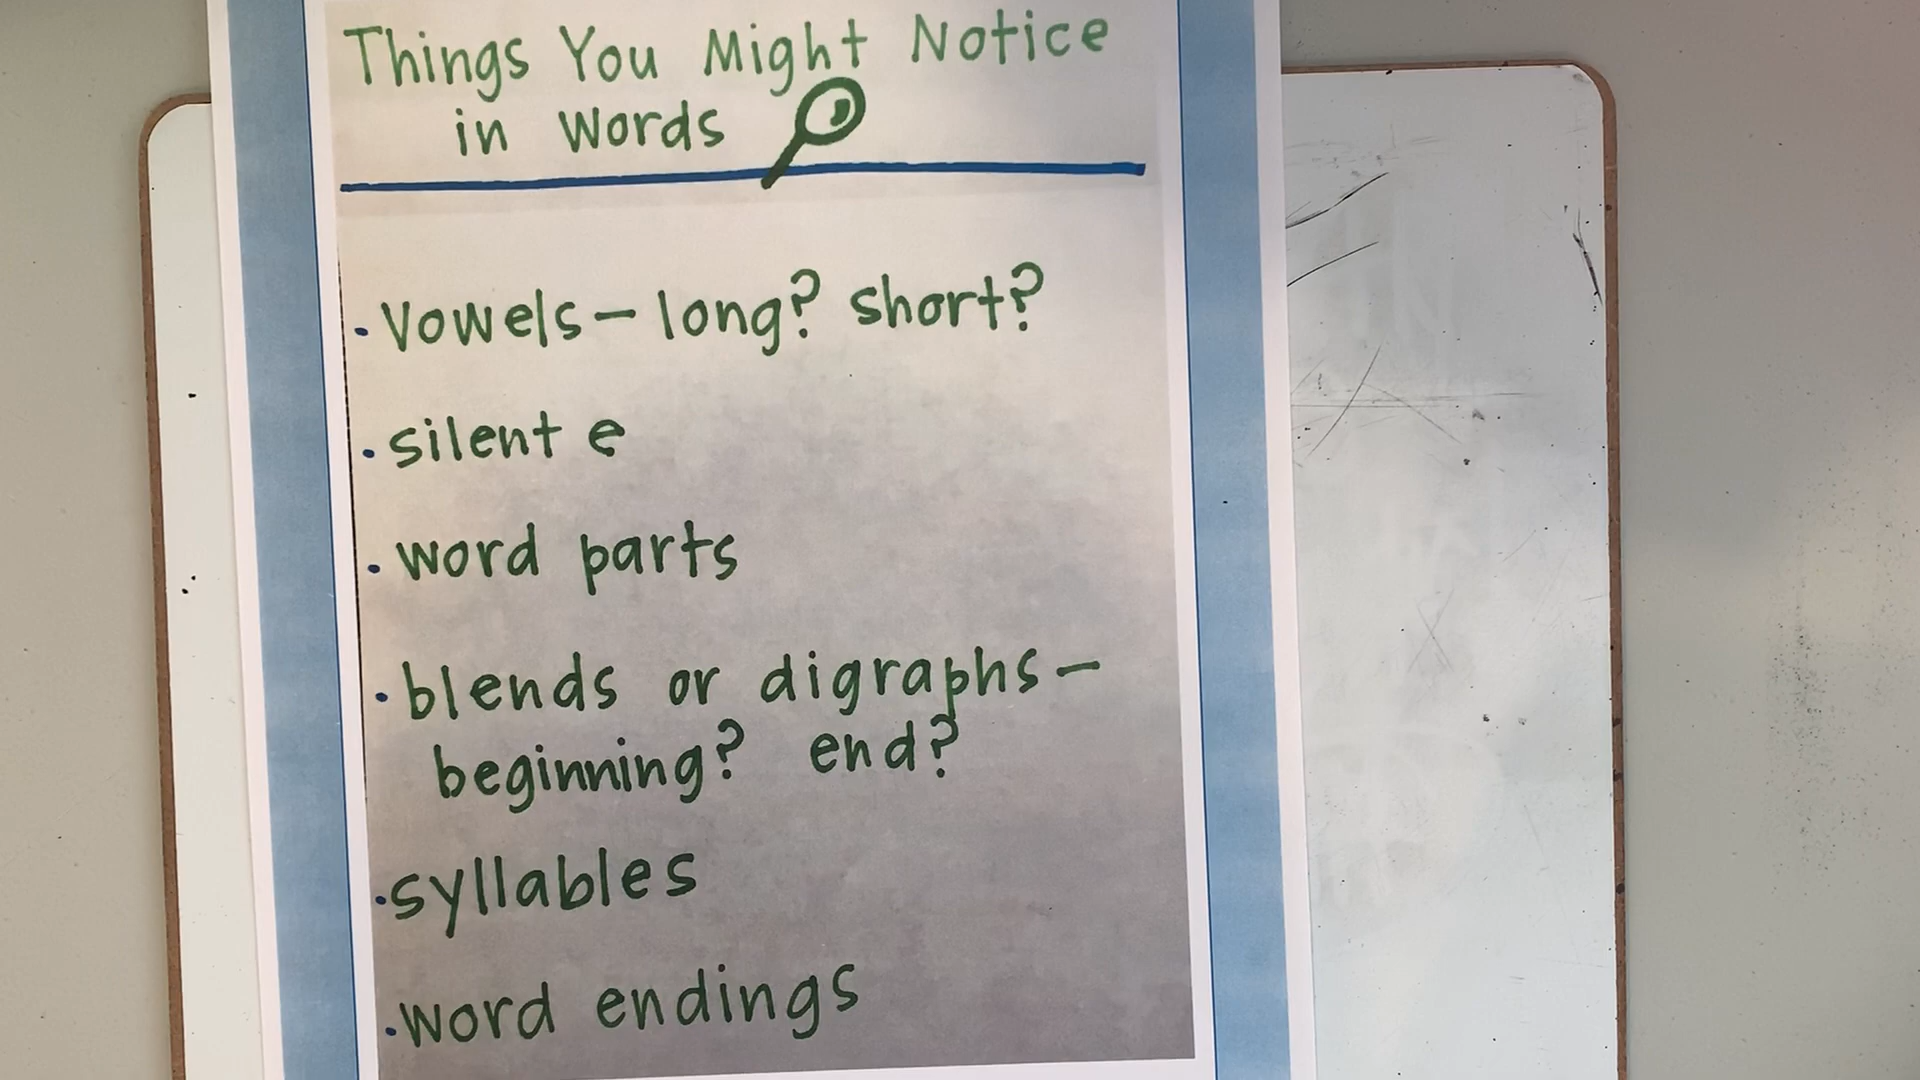 Things You Might Notice
in Words
• Vowels - long? short?
• silent e
• word parts
• blends or digraphs -
beginning? end?
• syllables
• word endings